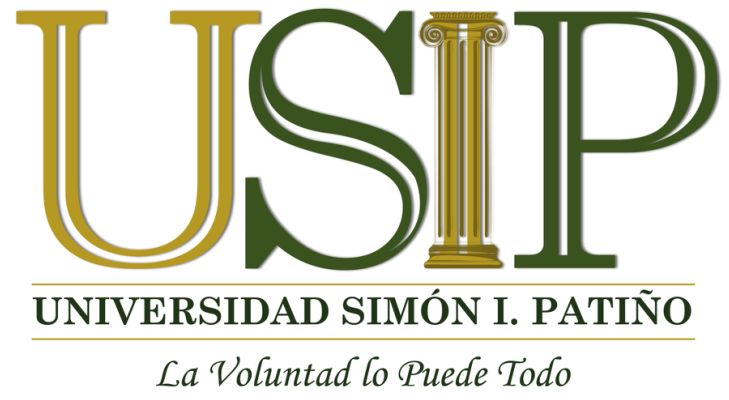 USIP
UNIVERSIDAD SIMÓN I. PATIÑO
La Voluntad lo Puede Todo